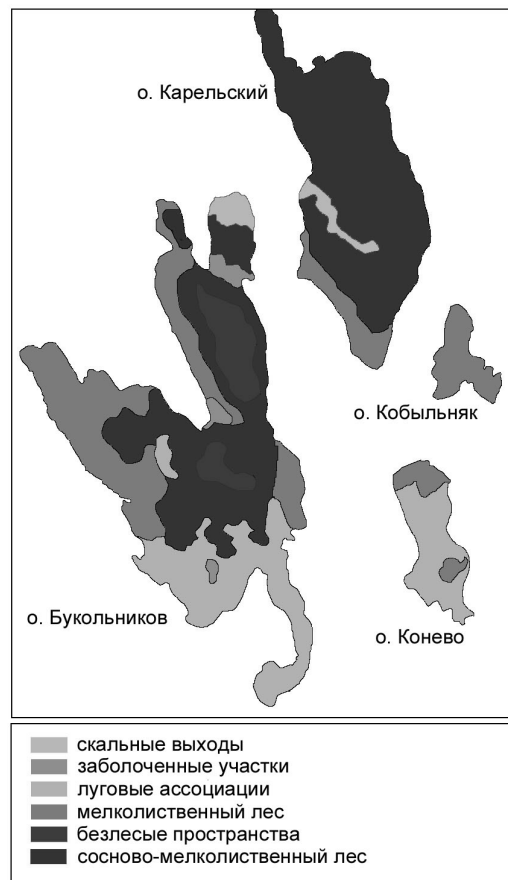 о. Карельский
о. Кобыльняк
о. Букольников
о. Конево
скальные выходы
заболоченные участки
луговые ассоциации
мелколиственный лес
безлесые пространства
сосново-мелколиственный лес